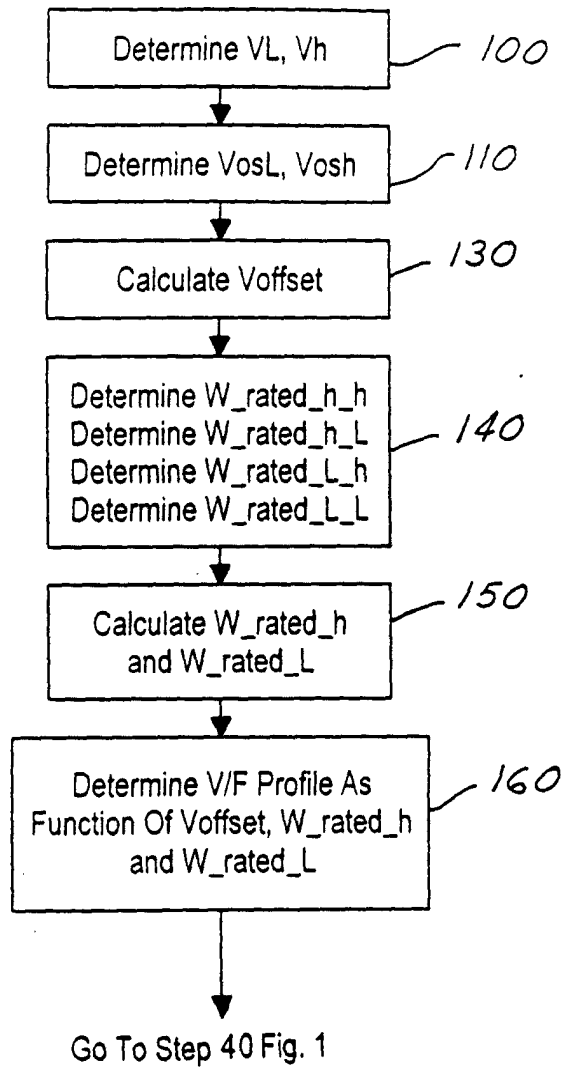 Determine VL, Vh
100
Determine VosL, Vosh
110
Calculate Voffset
130
Determine W_rated_h_h
Determine W_rated_h_L
Determine W_rated_L_h
Determine W_rated_L_L
140
Calculate W_rated_h
and W_rated_L
150
Determine V/F Profile As
Function Of Voffset, W_rated_h
and W_rated_L
160
Go To Step 40 Fig. 1